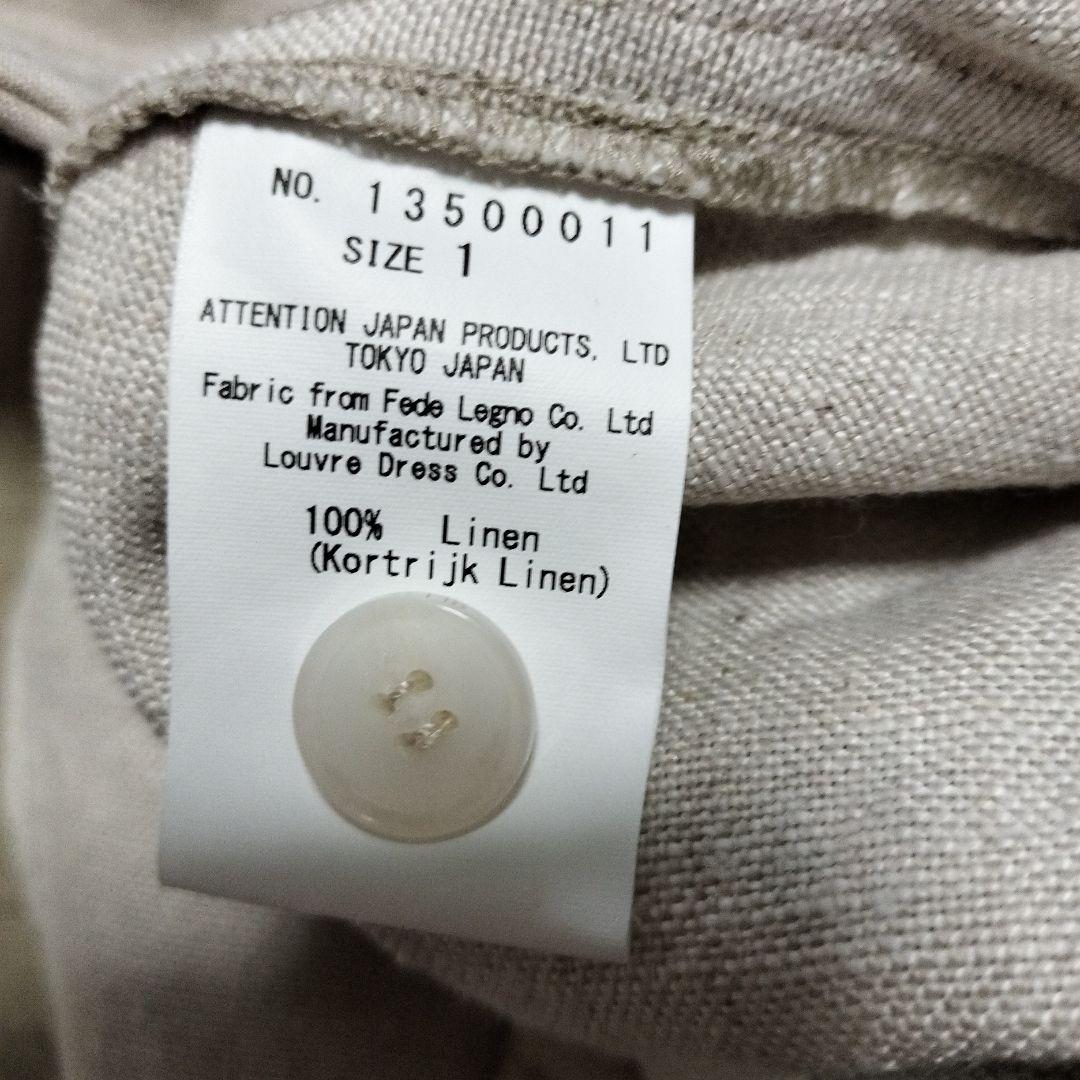 NO. 13500011
SIZE 1
ATTENTION JAPAN PRODUCTS. LTD
TOKYO JAPAN
Fabric from Fede Legno Co. Ltd
Manufactured by
Louvre Dress Co. Ltd
100% Linen
(Kortrijk Linen)